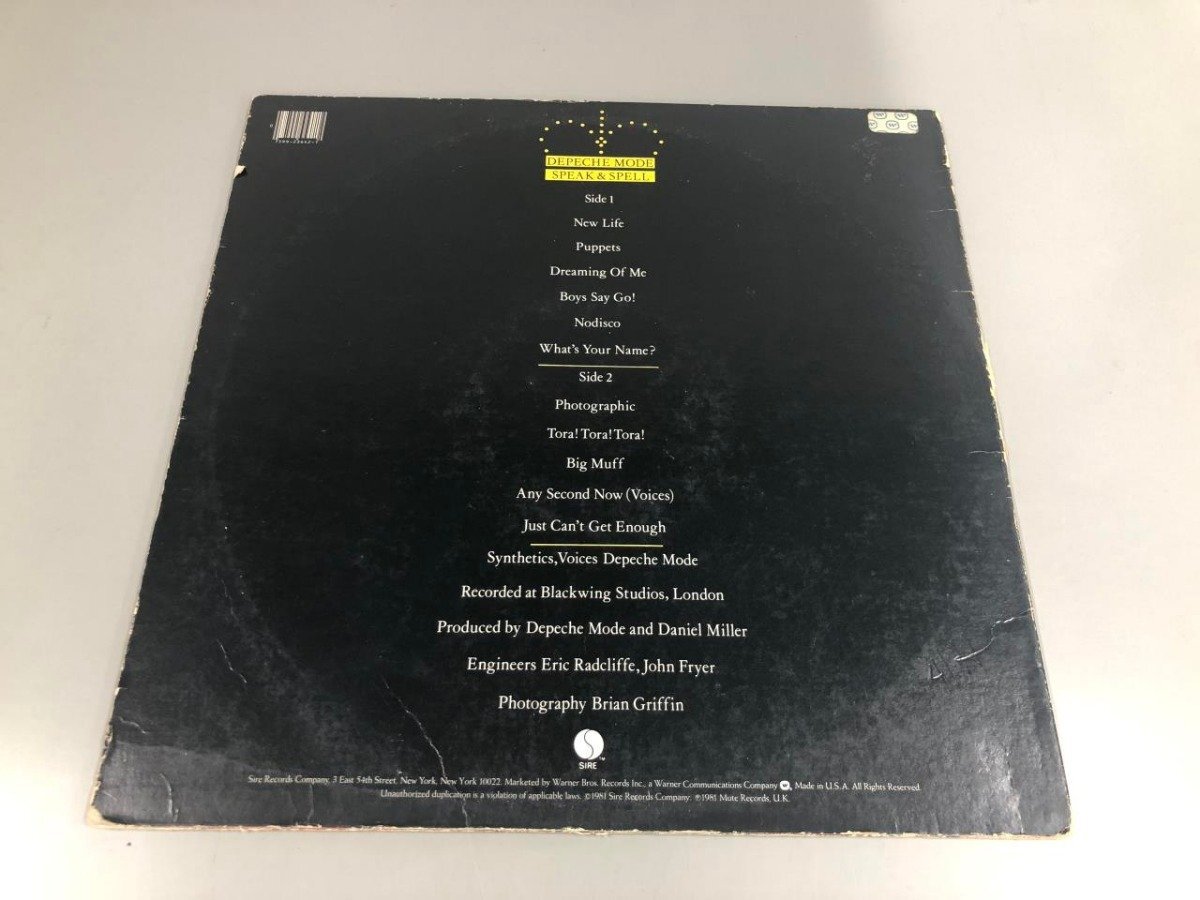 DEPECHE MODE
SPEAK & SPELL
Side 1
New Life
Puppets
Dreaming Of Me
Boys Say Go!
Nodisco
What's Your Name?
Side 2
Photographic
Tora! Tora! Tora!
Big Muff
Any Second Now (Voices)
Just Can't Get Enough
Synthetics, Voices Depeche Mode
Recorded at Blackwing Studios, London
Produced by Depeche Mode and Daniel Miller
Engineers Eric Radcliffe, John Fryer
Photography Brian Griffin
SIRE
Sire Records Company, 3 East 54th Street, New York, New York 10022. Marketed by Warner Bros. Records Inc., a Warner Communications Company, Made in U.S.A. All Rights Reserved.
Unauthorized duplication is a violation of applicable laws. ©1981 Sire Records Company. ℗1981 Mute Records, U.K.